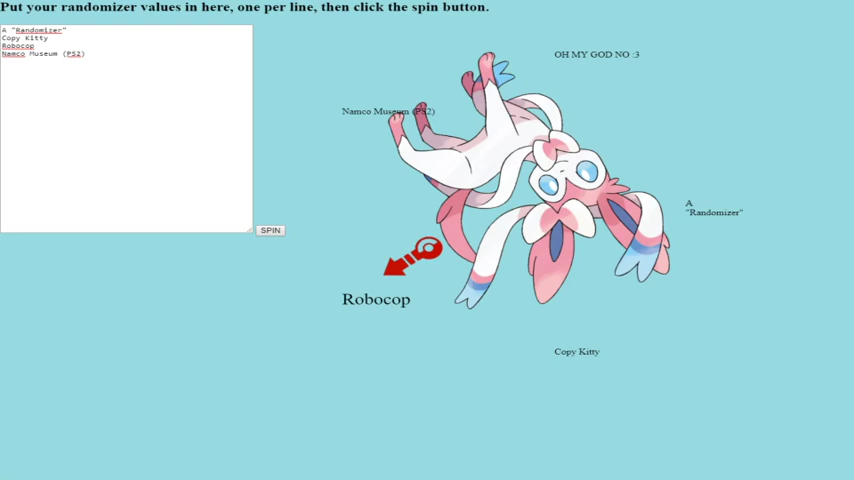 Put your randomizer values in here, one per line, then click the spin button.
A "Randomizer"
Copy Kitty
Robocop
Namco Museum (PS2)
SPIN
OH MY GOD NO :3
Namco Museum (PS2)
A
"Randomizer"
Robocop
Copy Kitty